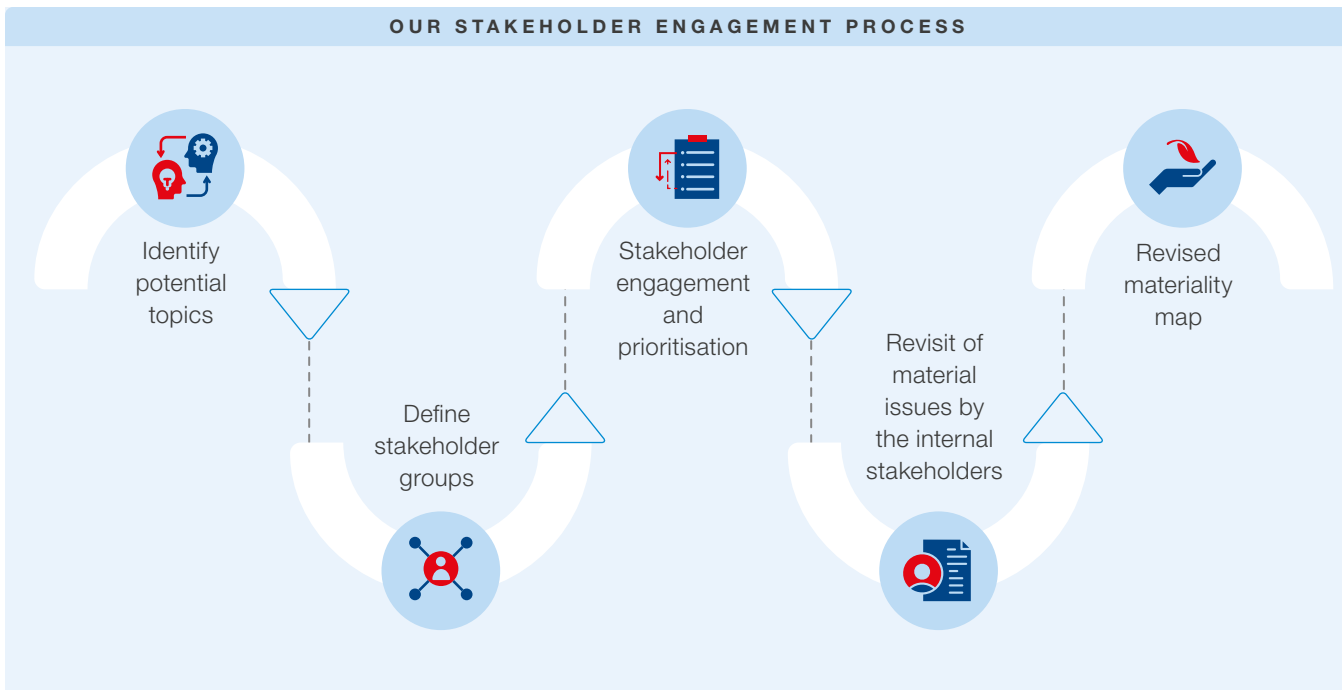 OUR STAKEHOLDER ENGAGEMENT PROCESS
Identify
potential
topics
Define
stakeholder
groups
Stakeholder
engagement
and
prioritisation
Revisit of
material
issues by
the internal
stakeholders
Revised
materiality
map